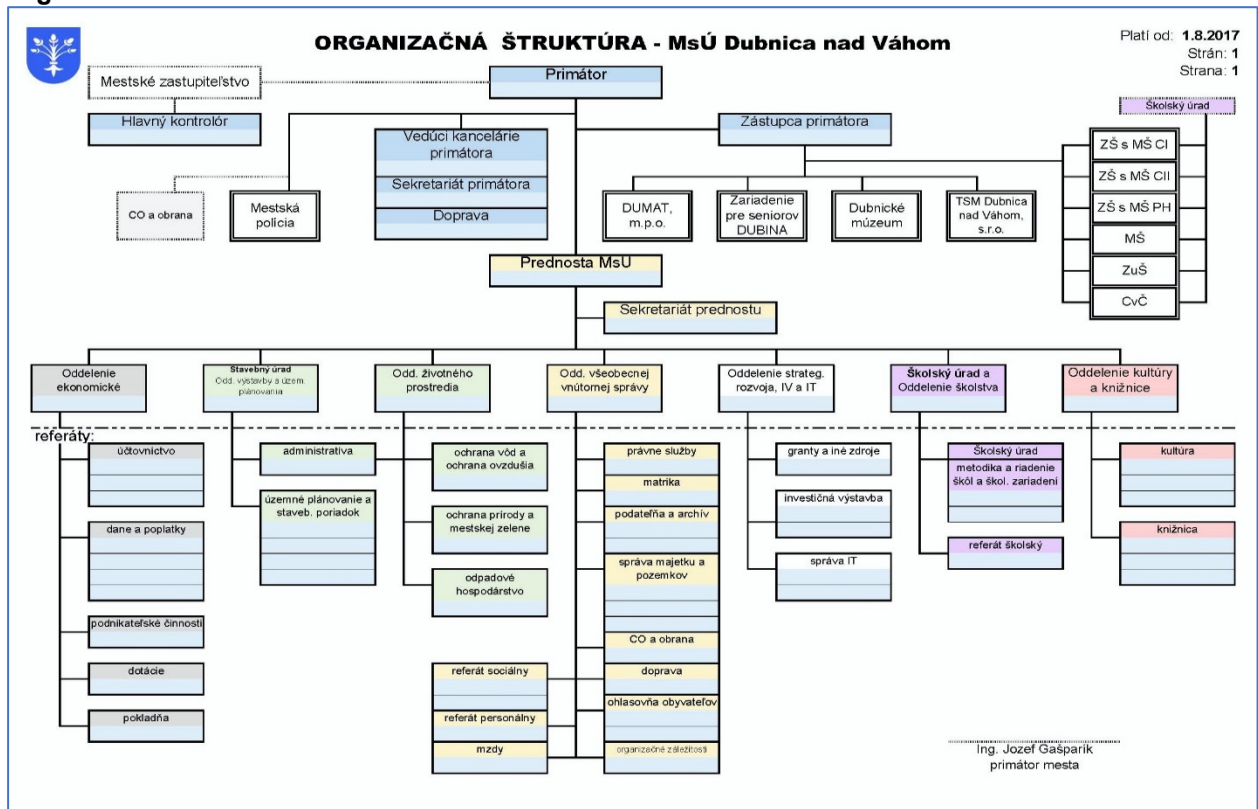 ORGANIZAČNÁ ŠTRUKTÚRA - MsÚ Dubnica nad Váhom
Platí od: 1.8.2017
Strán: 1
Strana: 1
Mestské zastupiteľstvo
Primátor
Školský úrad
Hlavný kontrolór
Vedúci kancelárie
primátora
Sekretariát primátora
Doprava
Zástupca primátora
ZŠ s MŠ CI
ZŠ s MŠ CII
ZŠ s MŠ PH
MŠ
ZuŠ
CvČ
CO a obrana
Mestská
polícia
DUMAT,
m.p.o.
Zariadenie
pre seniorov
DUBINA
Dubnické
múzeum
TSM Dubnica
nad Váhom,
s.r.o.
Prednosta MsÚ
Sekretariát prednostu
Oddelenie
ekonomické
Stavebný úrad
Odd. výstavby a územ.
plánovania
Odd. životného
prostredia
Odd. všeobecnej
vnútornej správy
Oddelenie strateg.
rozvoja, IV a IT
Školský úrad a
Oddelenie školstva
Oddelenie kultúry
a knižnice
referáty:
účtovníctvo
dane a poplatky
podnikateľské činnosti
dotácie
pokladňa
administratíva
územné plánovanie a
staveb. poriadok
ochrana vôd a
ochrana ovzdušia
ochrana prírody a
mestskej zelene
odpadové
hospodárstvo
referát sociálny
referát personálny
mzdy
právne služby
matrika
podateľňa a archív
správa majetku a
pozemkov
CO a obrana
doprava
ohlasovňa obyvateľov
organizačné záležitosti
granty a iné zdroje
investičná výstavba
správa IT
Školský úrad
metodika a riadenie
škôl a škol. zariadení
referát školský
kultúra
knižnica
Ing. Jozef Gašparík
primátor mesta